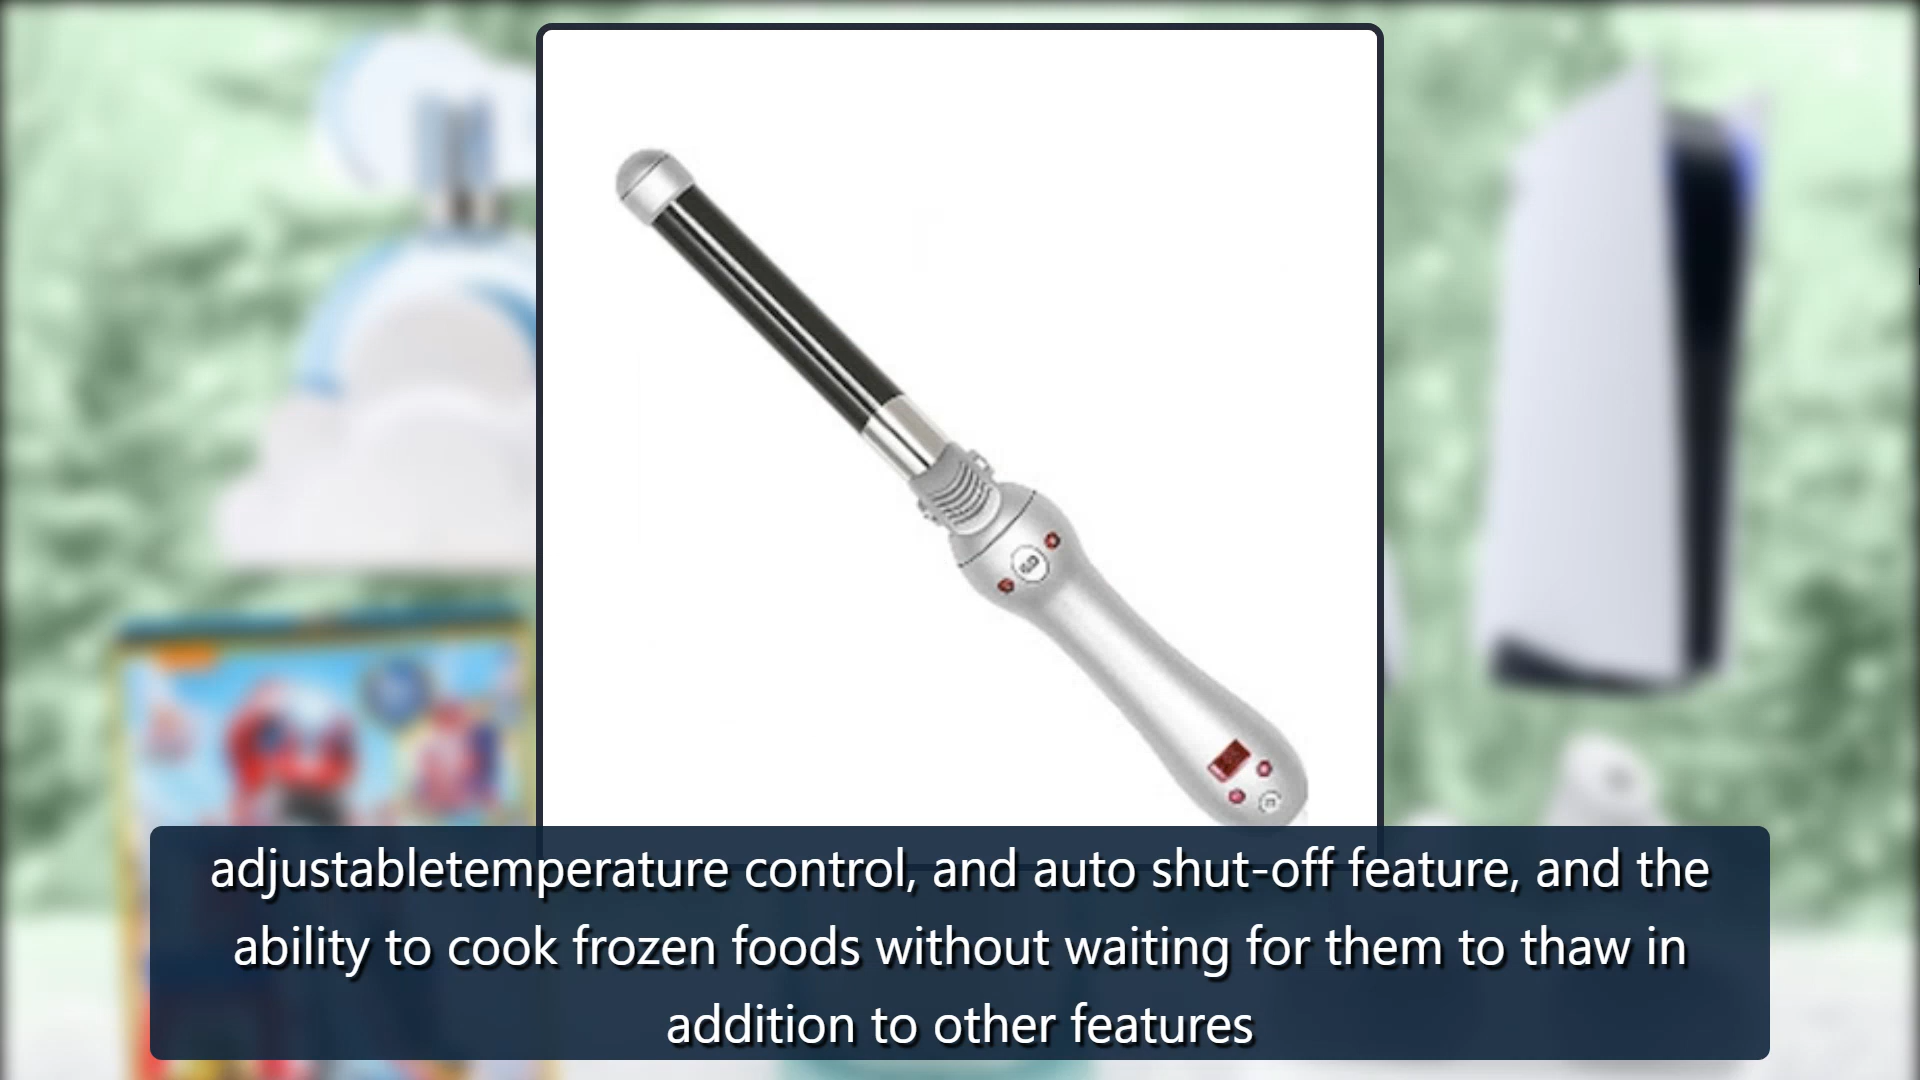 adjustabletemperature control, and auto shut-off feature, and the
ability to cook frozen foods without waiting for them to thaw in
addition to other features